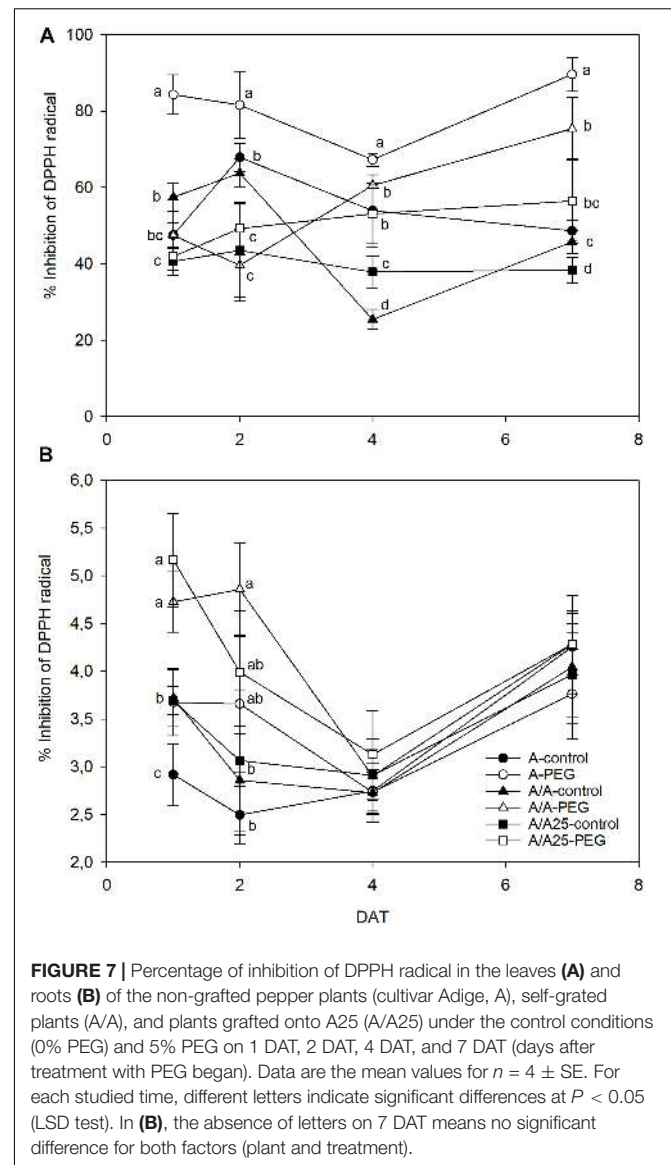 A
100
80
60
40
20
0
% Inhibition of DPPH radical
a
a
a
a
b
b
b
b
bc
bc
b
c
c
c
c
c
d
d
0 2 4 6 8
B
6,0
5,5
5,0
4,5
4,0
3,5
3,0
2,5
2,0
% Inhibition of DPPH radical
a
a
a
ab
ab
b
b
c
b
A-control
A-PEG
A/A-control
A/A-PEG
A/A25-control
A/A25-PEG
0 2 4 6 8
DAT
FIGURE 7 | Percentage of inhibition of DPPH radical in the leaves (A) and
roots (B) of the non-grafted pepper plants (cultivar Adige, A), self-grated
plants (A/A), and plants grafted onto A25 (A/A25) under the control conditions
(0% PEG) and 5% PEG on 1 DAT, 2 DAT, 4 DAT, and 7 DAT (days after
treatment with PEG began). Data are the mean values for n = 4 ± SE. For
each studied time, different letters indicate significant differences at P < 0.05
(LSD test). In (B), the absence of letters on 7 DAT means no significant
difference for both factors (plant and treatment).